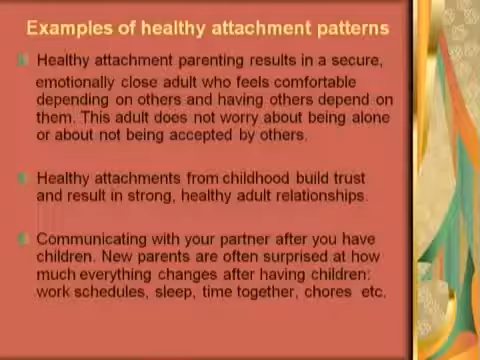 Examples of healthy attachment patterns
Healthy attachment parenting results in a secure,
emotionally close adult who feels comfortable
depending on others and having others depend on
them. This adult does not worry about being alone
or about not being accepted by others.
Healthy attachments from childhood build trust
and result in strong, healthy adult relationships.
Communicating with your partner after you have
children. New parents are often surprised at how
much everything changes after having children:
work schedules, sleep, time together, chores etc.